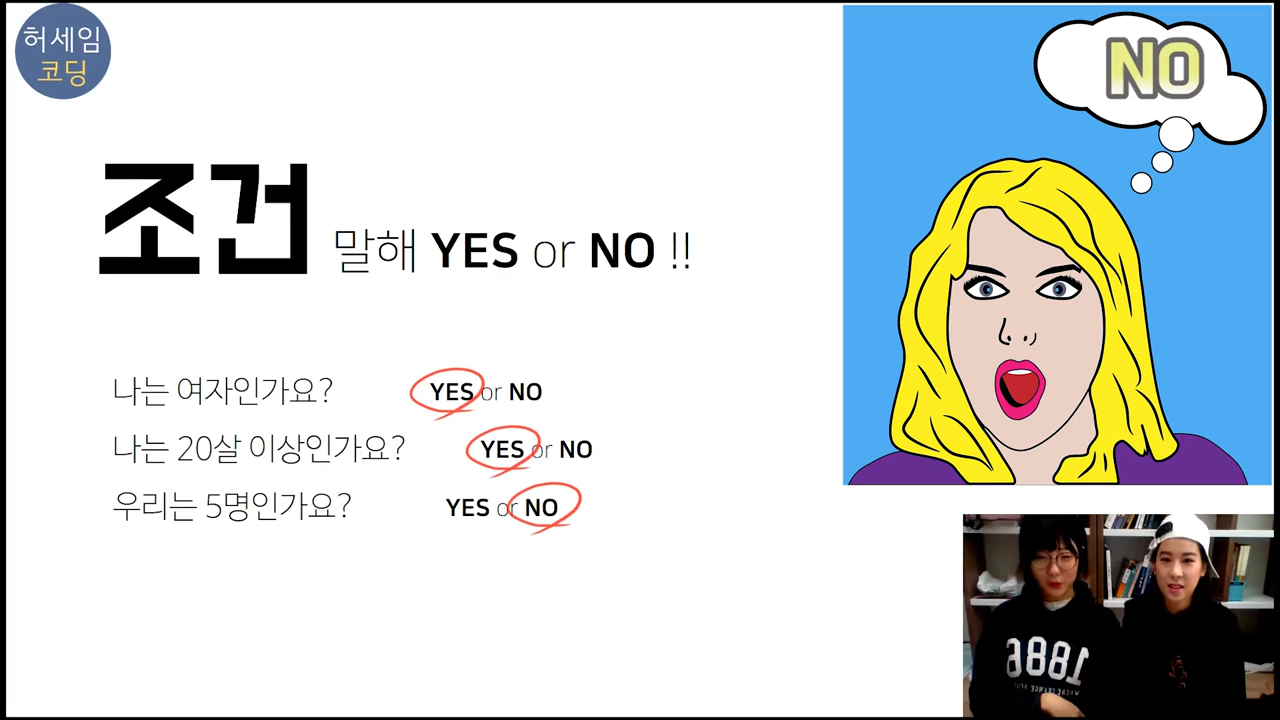 허세임
코딩
NO
조건 말해 YES or NO !!
나는 여자인가요? YES or NO
나는 20살 이상인가요? YES or NO
우리는 5명인가요? YES or NO
1886